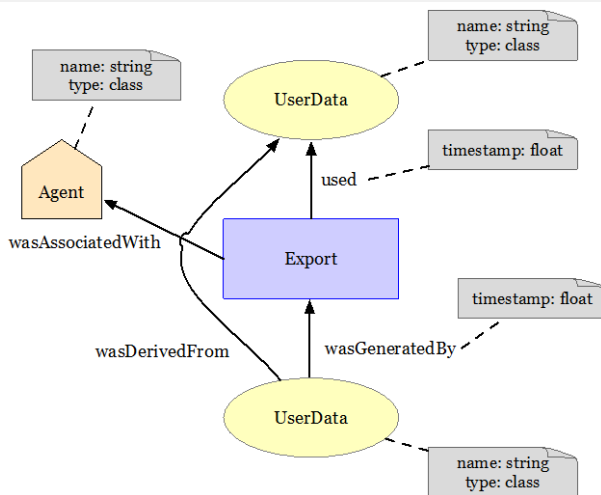 name: string
type: class
name: string
type: class
UserData
timestamp: float
used
Agent
wasAssociatedWith
Export
timestamp: float
wasDerivedFrom
wasGeneratedBy
UserData
name: string
type: class